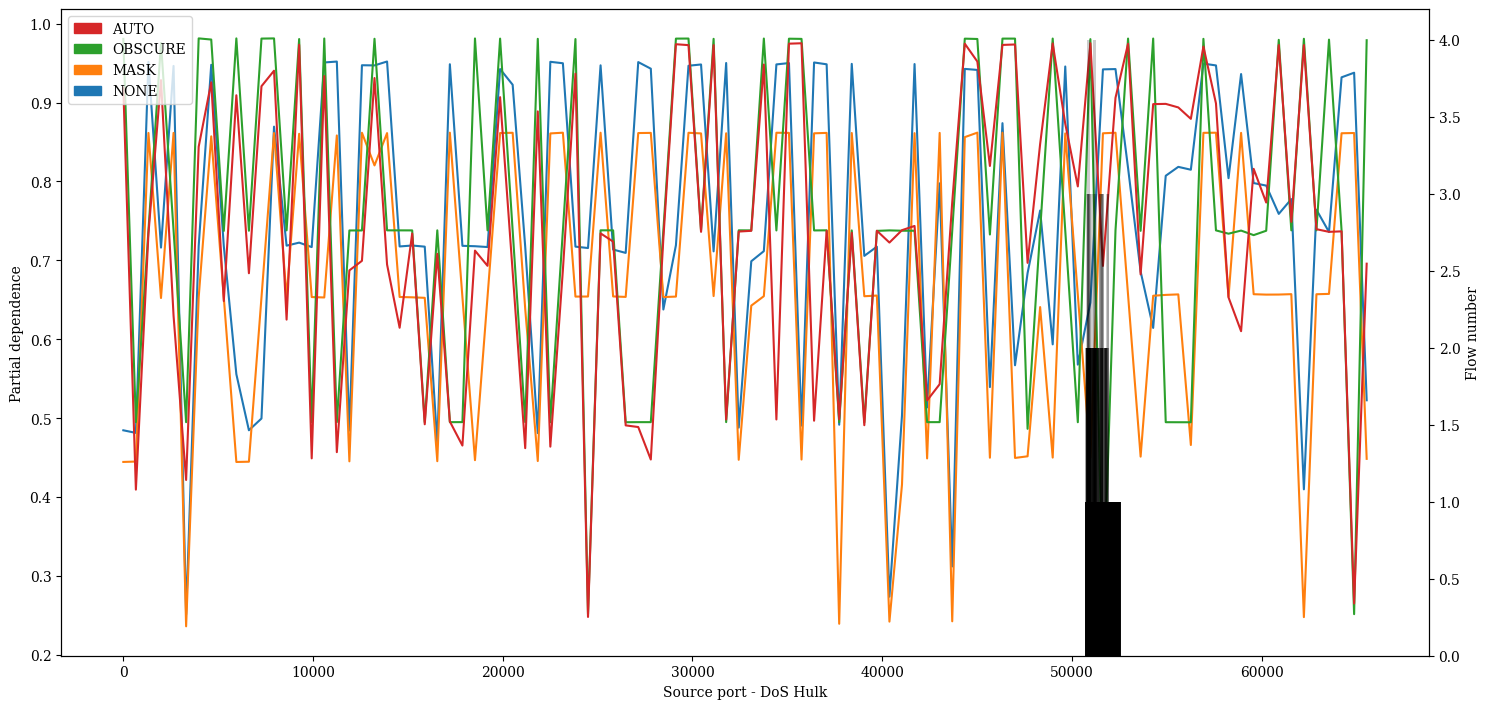 AUTO
OBSCURE
MASK
NONE
1.0
0.9
0.8
0.7
0.6
0.5
0.4
0.3
0.2
Partial dependence
4.0
3.5
3.0
2.5
2.0
1.5
1.0
0.5
0.0
Flow number
0 10000 20000 30000 40000 50000 60000
Source port - DoS Hulk